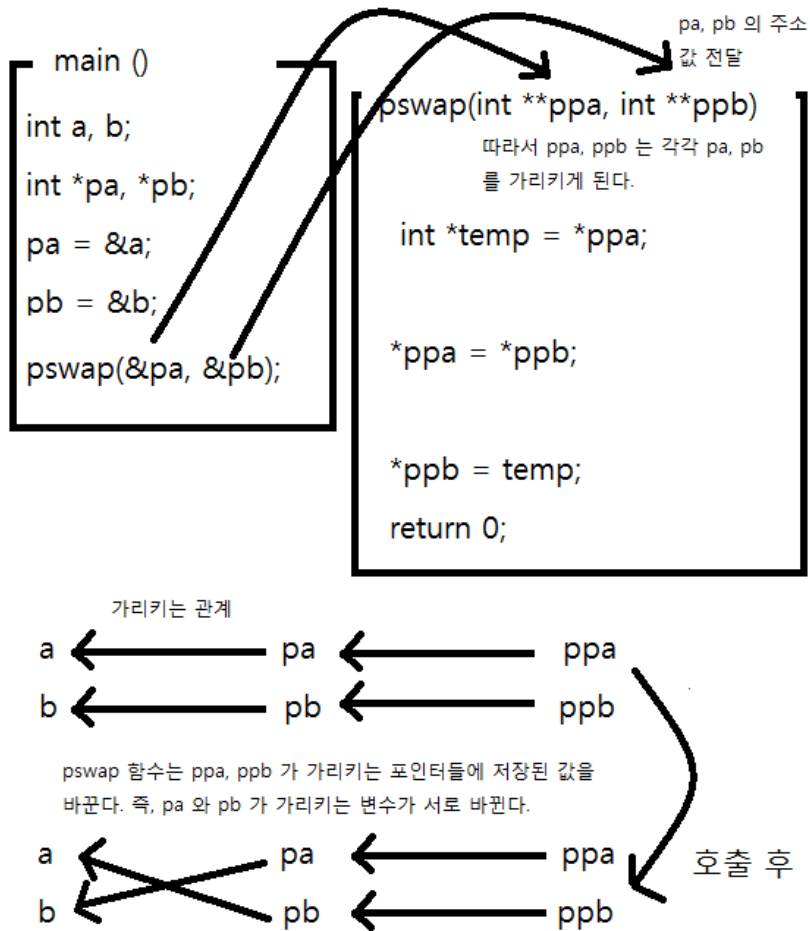 main ()
int a, b;
int *pa, *pb;
pa = &a;
pb = &b;
pswap(&pa, &pb);
pa, pb 의 주소
값 전달
pswap(int **ppa, int **ppb)
따라서 ppa, ppb 는 각각 pa, pb
를 가리키게 된다.
int *temp = *ppa;
*ppa = *ppb;
*ppb = temp;
return 0;
가리키는 관계
a pa ppa
b pb ppb
pswap 함수는 ppa, ppb 가 가리키는 포인터들에 저장된 값을
바꾼다. 즉, pa 와 pb 가 가리키는 변수가 서로 바뀐다.
a pa ppa
호출 후
b pb ppb